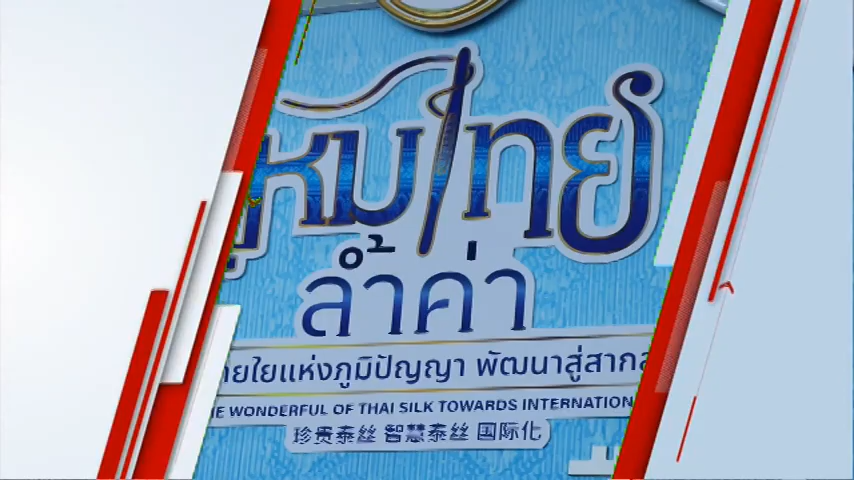 ไหมไทย
ล้ำค่า
สายใยแห่งภูมิปัญญา พัฒนาสู่สากล
WONDERFUL OF THAI SILK TOWARDS
珍贵泰丝 智慧泰丝 国际化